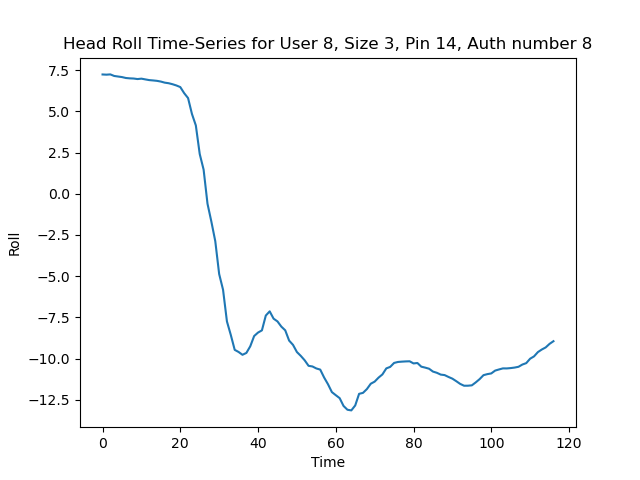 Head Roll Time-Series for User 8, Size 3, Pin 14, Auth number 8
7.5
5.0
2.5
0.0
−2.5
−5.0
−7.5
−10.0
−12.5
Roll
0 20 40 60 80 100 120
Time